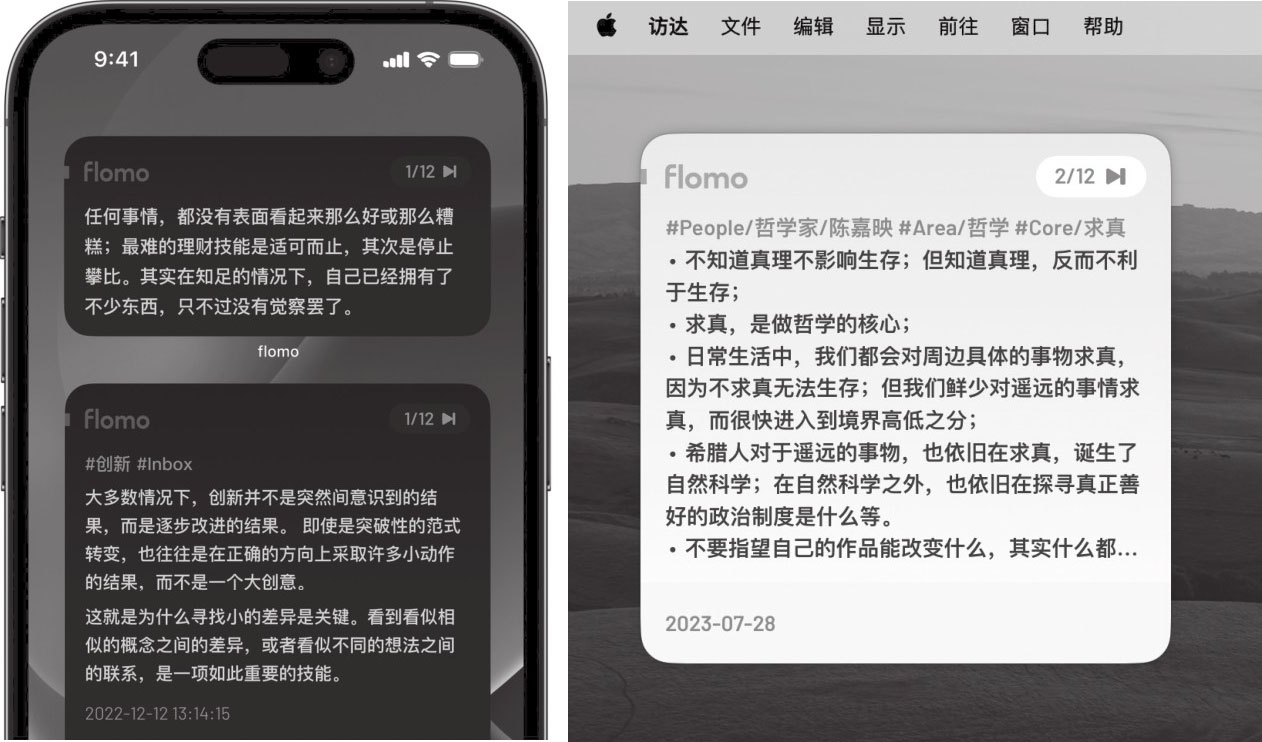 9:41
flomo
1/12
任何事情，都没有表面看起来那么好或那么糟
糕；最难的理财技能是适可而止，其次是停止
攀比。其实在知足的情况下，自己已经拥有了
不少东西，只不过没有觉察罢了。
flomo
flomo
1/12
#创新 #Inbox
大多数情况下，创新并不是突然间意识到的结
果，而是逐步改进的结果。 即使是突破性的范式
转变，也往往是在正确的方向上采取许多小动作
的结果，而不是一个大创意。
这就是为什么寻找小的差异是关键。看到看似相
似的概念之间的差异，或者看似不同的想法之间
的联系，是一项如此重要的技能。
2022-12-12 13:14:15
访达 文件 编辑 显示 前往 窗口 帮助
flomo
2/12
#People/哲学家/陈嘉映 #Area/哲学 #Core/求真
• 不知道真理不影响生存；但知道真理，反而不利
于生存；
• 求真，是做哲学的核心；
• 日常生活中，我们都会对周边具体的事物求真，
因为不求真无法生存；但我们鲜少对遥远的事情求
真，而很快进入到境界高低之分；
• 希腊人对于遥远的事物，也依旧在求真，诞生了
自然科学；在自然科学之外，也依旧在探寻真正善
好的政治制度是什么等。
• 不要指望自己的作品能改变什么，其实什么都...
2023-07-28